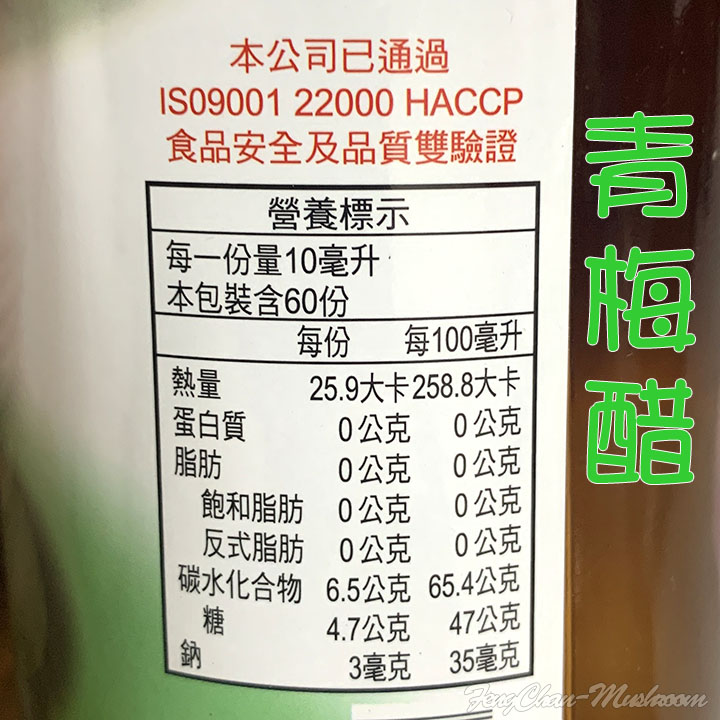 本公司已通過
ISO9001 22000 HACCP
食品安全及品質雙驗證
營養標示
每一份量10毫升
本包裝含60份
每份 每100毫升
熱量 25.9大卡 258.8大卡
蛋白質 0公克 0公克
脂肪 0公克 0公克
飽和脂肪 0公克 0公克
反式脂肪 0公克 0公克
碳水化合物 6.5公克 65.4公克
糖 4.7公克 47公克
鈉 3毫克 35毫克
青梅醋
FengChan-Mushroom